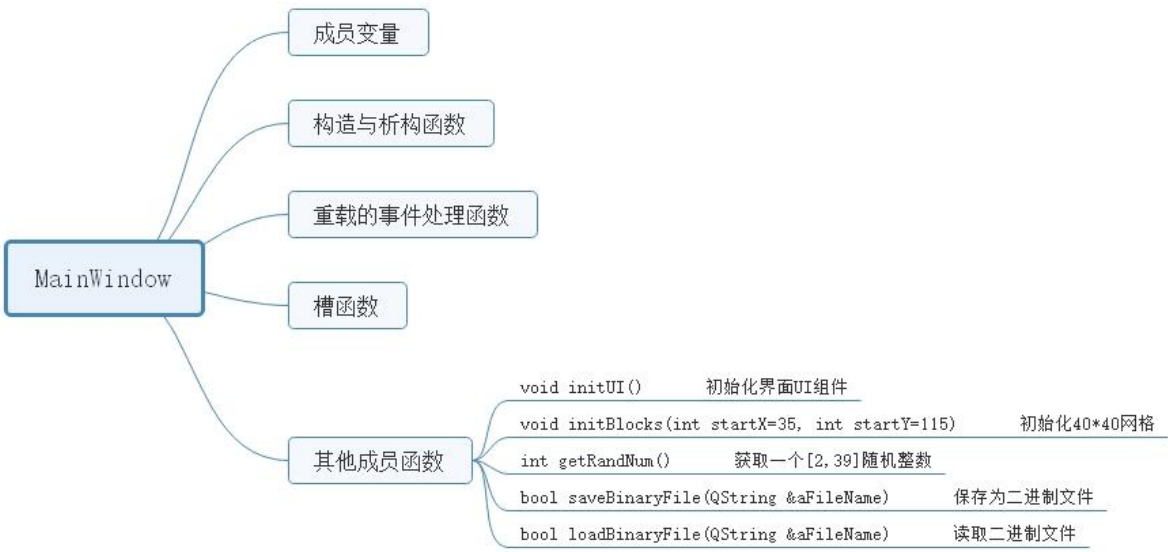 成员变量
构造与析构函数
重载的事件处理函数
MainWindow
槽函数
其他成员函数
void initUI() 初始化界面UI组件
void initBlocks(int startX=35, int startY=115) 初始化40*40网格
int getRandNum() 获取一个[2,39]随机整数
bool saveBinaryFile(QString &aFileName) 保存为二进制文件
bool loadBinaryFile(QString &aFileName) 读取二进制文件